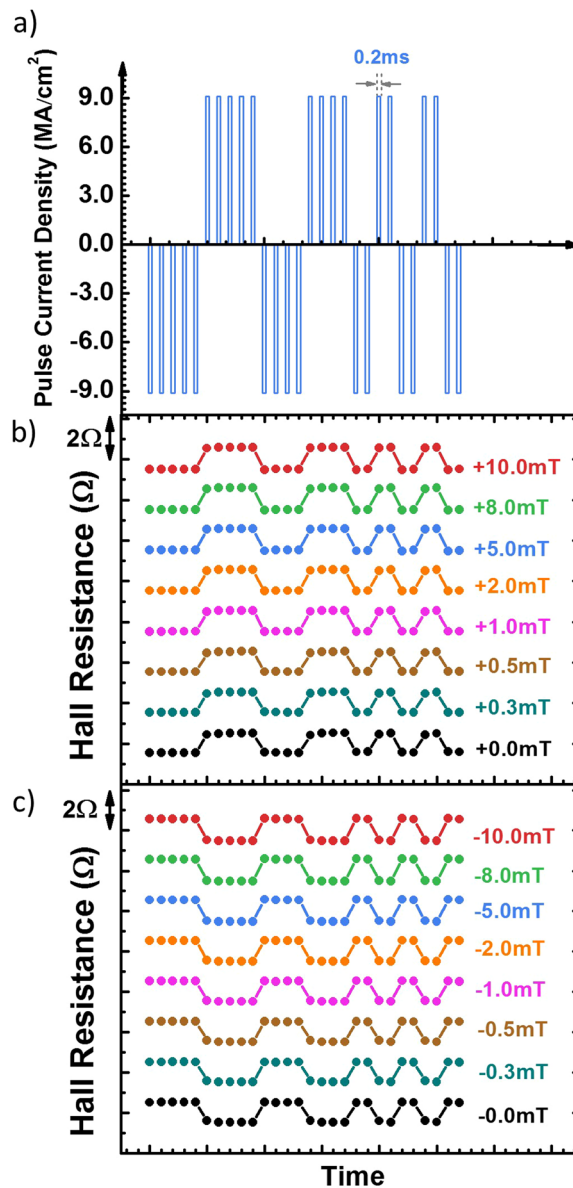 a)
0.2ms
Pulse Current Density (MA/cm²)
9.0
6.0
3.0
0.0
-3.0
-6.0
-9.0
b)
2Ω
Hall Resistance (Ω)
+10.0mT
+8.0mT
+5.0mT
+2.0mT
+1.0mT
+0.5mT
+0.3mT
+0.0mT
c)
2Ω
Hall Resistance (Ω)
-10.0mT
-8.0mT
-5.0mT
-2.0mT
-1.0mT
-0.5mT
-0.3mT
-0.0mT
Time